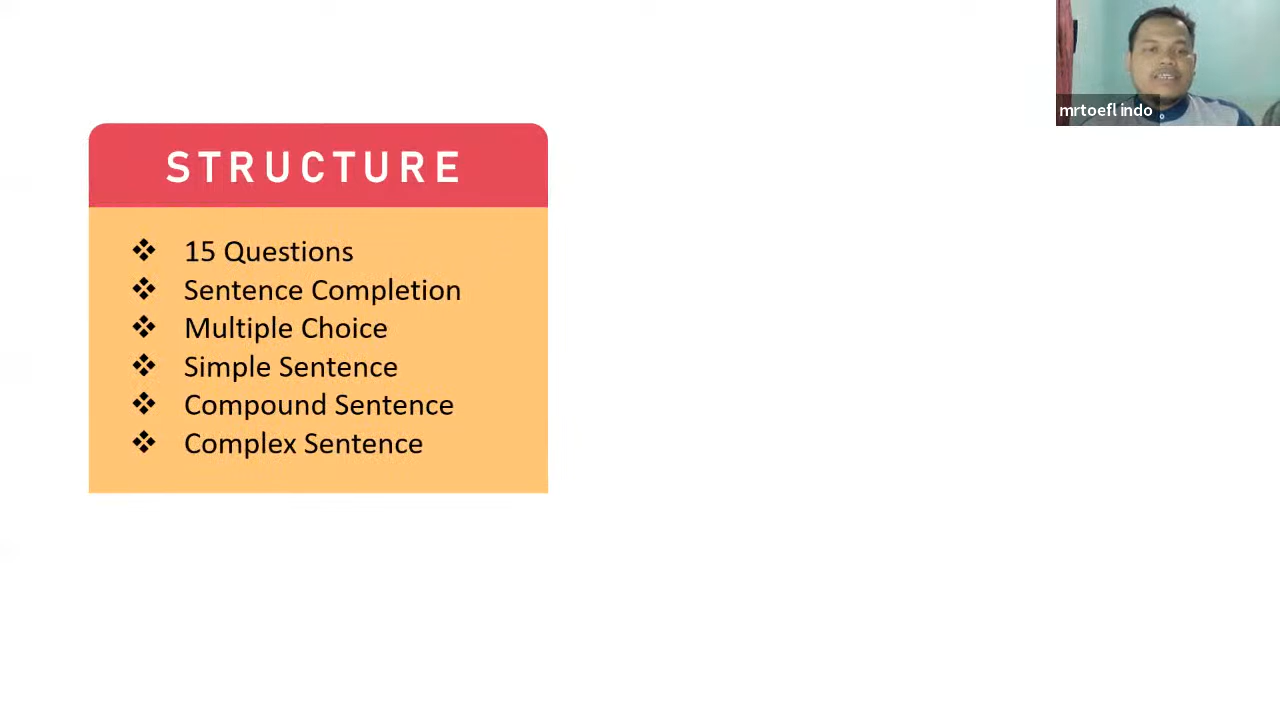 STRUCTURE
❖ 15 Questions
❖ Sentence Completion
❖ Multiple Choice
❖ Simple Sentence
❖ Compound Sentence
❖ Complex Sentence
mrtoefl indo